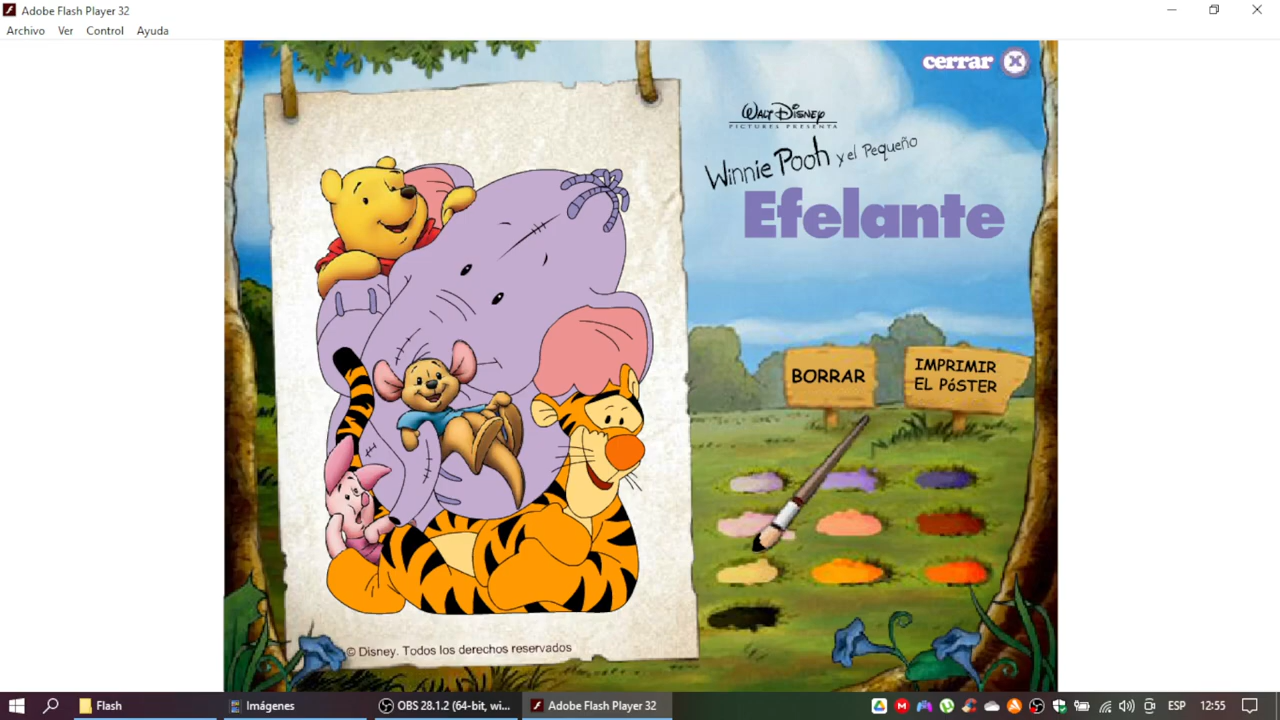 Adobe Flash Player 32
Archivo Ver Control Ayuda
cerrar
WALT DISNEY
PICTURES PRESENTA
Winnie Pooh y el Pequeño
Efelante
BORRAR
IMPRIMIR
EL PóSTER
© Disney. Todos los derechos reservados
Flash
Imágenes
OBS 28.1.2 (64-bit, wi...
Adobe Flash Player 32
ESP
12:55